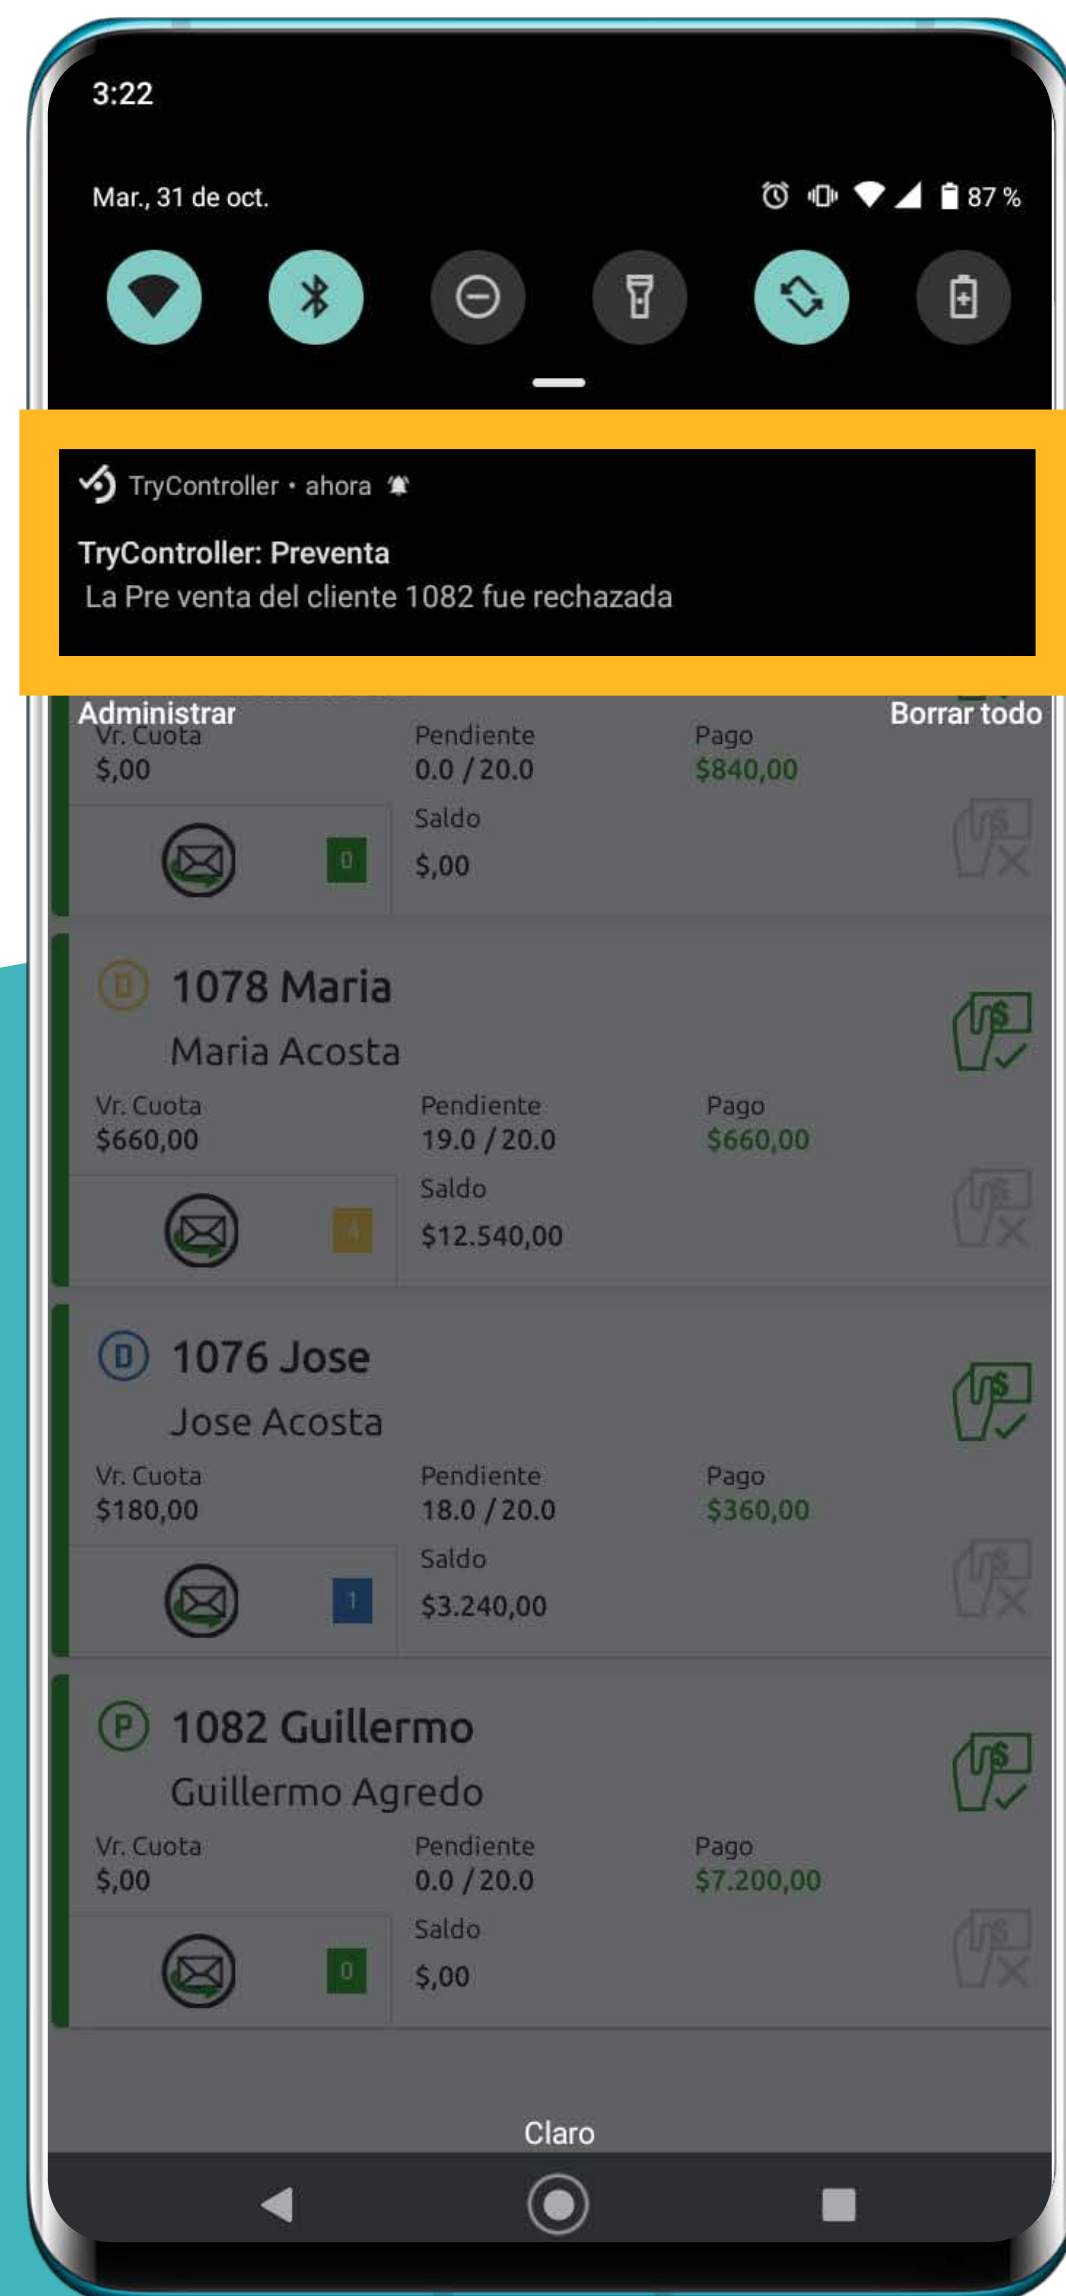 3:22
Mar., 31 de oct.
87 %
TryController • ahora
TryController: Preventa
La Pre venta del cliente 1082 fue rechazada
Administrar
Borrar todo
Vr. Cuota Pendiente Pago
$,00 0.0 / 20.0 $840,00
Saldo
0 $,00
D 1078 Maria
Maria Acosta
Vr. Cuota Pendiente Pago
$660,00 19.0 / 20.0 $660,00
Saldo
4 $12.540,00
D 1076 Jose
Jose Acosta
Vr. Cuota Pendiente Pago
$180,00 18.0 / 20.0 $360,00
Saldo
1 $3.240,00
P 1082 Guillermo
Guillermo Agredo
Vr. Cuota Pendiente Pago
$,00 0.0 / 20.0 $7.200,00
Saldo
0 $,00
Claro